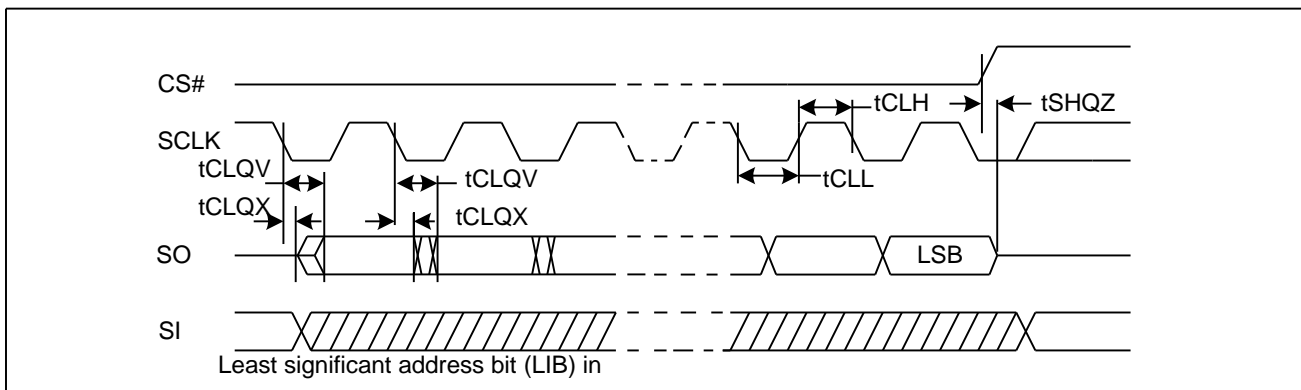 CS#
tCLH
tSHQZ
SCLK
tCLQV
tCLQV
tCLL
tCLQX
tCLQX
SO
LSB
SI
Least significant address bit (LIB) in